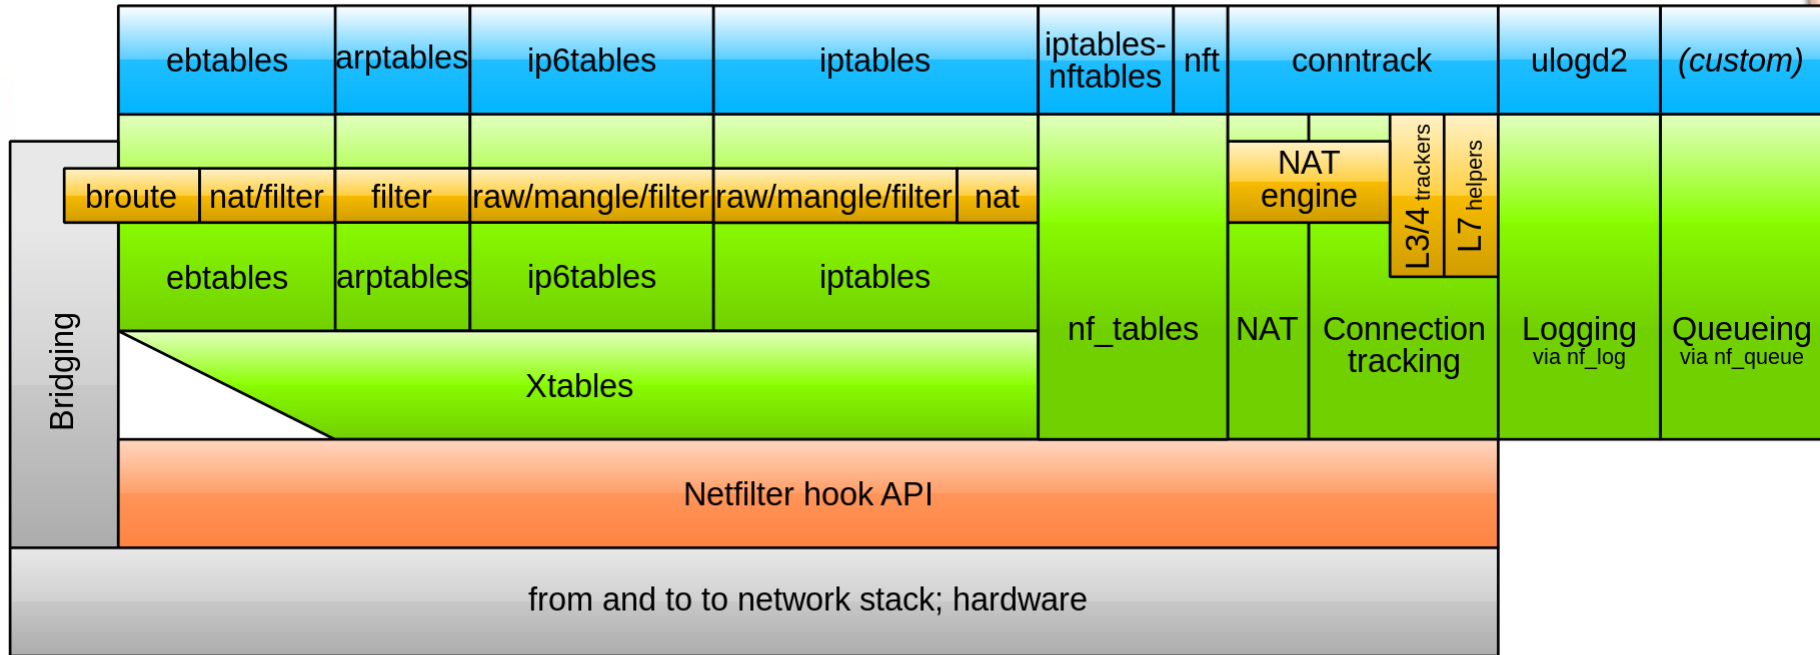 ebtables
arptables
ip6tables
iptables
iptables-
nftables
nft
conntrack
ulogd2
(custom)
broute
nat/filter
filter
raw/mangle/filter
raw/mangle/filter
nat
NAT
engine
L3/4 trackers
L7 helpers
ebtables
arptables
ip6tables
iptables
Bridging
Xtables
nf_tables
NAT
Connection
tracking
Logging
via nf_log
Queueing
via nf_queue
Netfilter hook API
from and to to network stack; hardware